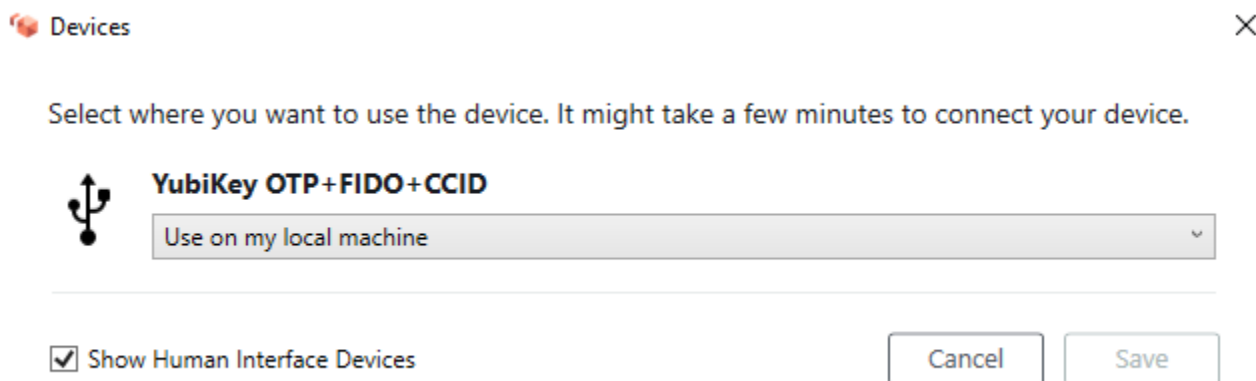 Devices
Select where you want to use the device. It might take a few minutes to connect your device.
YubiKey OTP+FIDO+CCID
Use on my local machine
Show Human Interface Devices
Cancel
Save